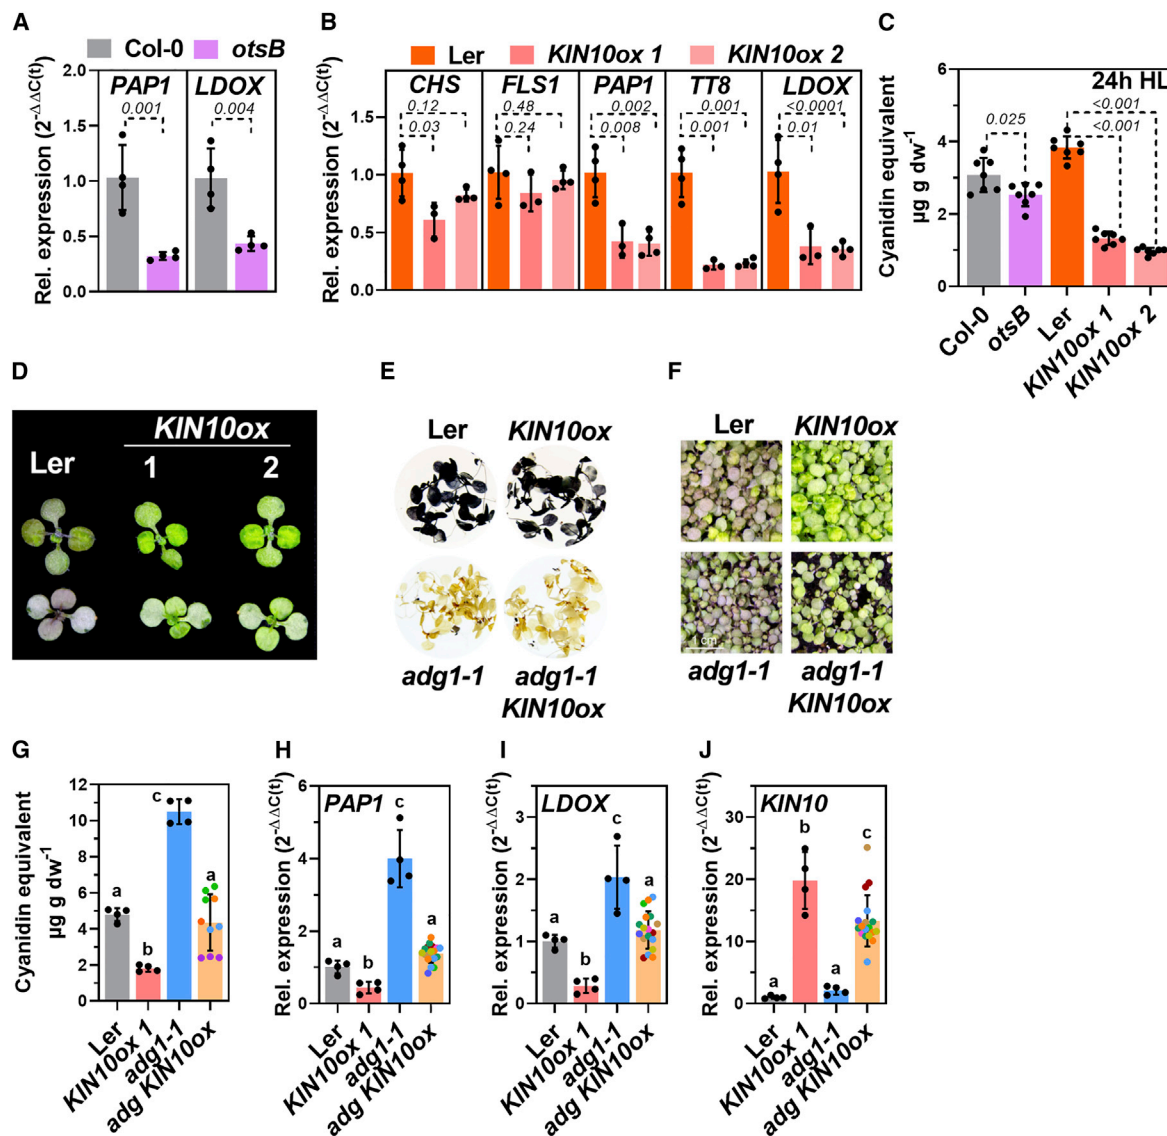 A
Col-0 otsB
Rel. expression (2^-ΔΔC(t))
2.0
1.5
1.0
0.5
0.0
PAP1 LDOX
0.001 0.004
B
Ler KIN10ox 1 KIN10ox 2
Rel. expression (2^-ΔΔC(t))
1.5
1.0
0.5
0.0
CHS FLS1 PAP1 TT8 LDOX
0.12 0.48 0.002 0.001 <0.0001
0.03 0.24 0.008 0.001 0.01
C
Cyanidin equivalent
µg g dw^-1
6
4
2
0
24h HL
<0.001
0.025 <0.001
Col-0
otsB
Ler
KIN10ox 1
KIN10ox 2
D
KIN10ox
Ler 1 2
E
Ler KIN10ox
adg1-1 adg1-1
KIN10ox
F
Ler KIN10ox
1 cm
adg1-1 adg1-1
KIN10ox
G
Cyanidin equivalent
µg g dw^-1
12
10
8
6
4
2
0
a b c a
Ler
KIN10ox 1
adg1-1
adg KIN10ox
H
Rel. expression (2^-ΔΔC(t))
6
4
2
0
PAP1
a b c a
Ler
KIN10ox 1
adg1-1
adg KIN10ox
I
Rel. expression (2^-ΔΔC(t))
3
2
1
0
LDOX
a b c a
Ler
KIN10ox 1
adg1-1
adg KIN10ox
J
Rel. expression (2^-ΔΔC(t))
30
20
10
0
KIN10
a b a c
Ler
KIN10ox 1
adg1-1
adg KIN10ox